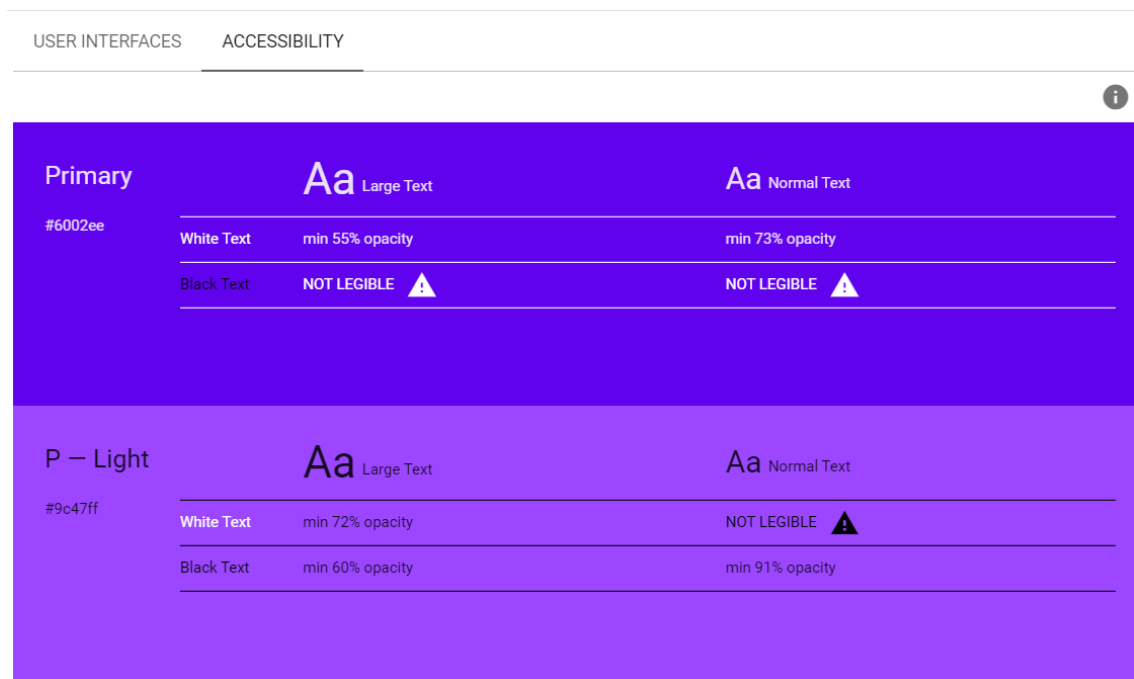 USER INTERFACES ACCESSIBILITY
Primary Aa Large Text Aa Normal Text
#6002ee
White Text min 55% opacity min 73% opacity
Black Text NOT LEGIBLE NOT LEGIBLE
P — Light Aa Large Text Aa Normal Text
#9c47ff
White Text min 72% opacity NOT LEGIBLE
Black Text min 60% opacity min 91% opacity